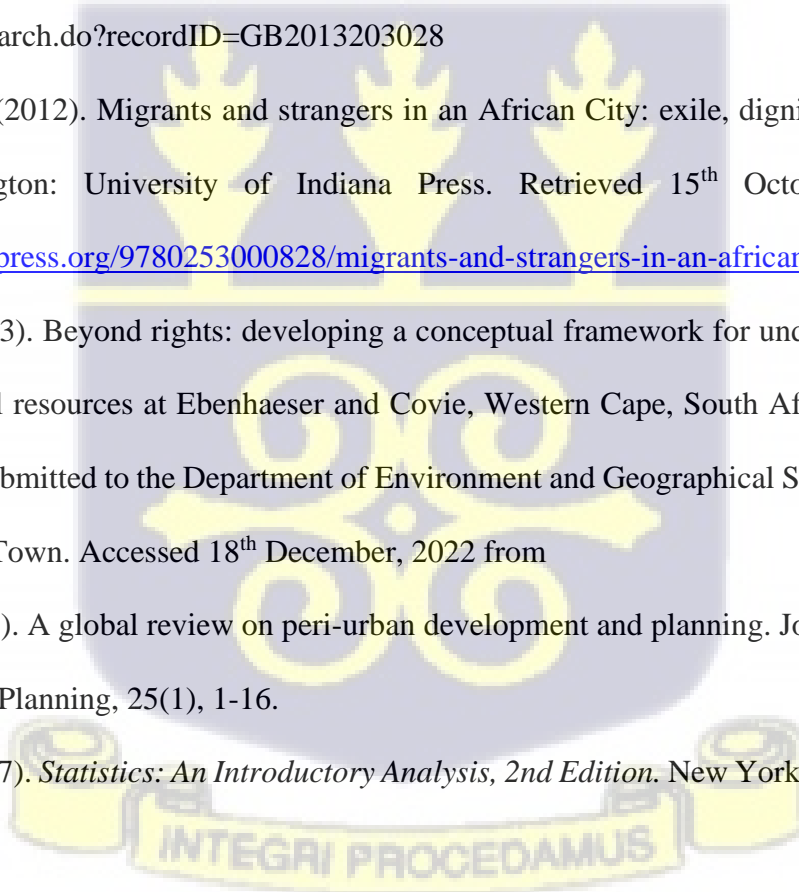 arch.do?recordID=GB2013203028
(2012). Migrants and strangers in an African City: exile, digni
gton: University of Indiana Press. Retrieved 15th Octo
press.org/9780253000828/migrants-and-strangers-in-an-african
3). Beyond rights: developing a conceptual framework for und
l resources at Ebenhaeser and Covie, Western Cape, South Af
bmitted to the Department of Environment and Geographical S
Town. Accessed 18th December, 2022 from
). A global review on peri-urban development and planning. Jo
Planning, 25(1), 1-16.
7). Statistics: An Introductory Analysis, 2nd Edition. New York
INTEGRI PROCEDAMUS